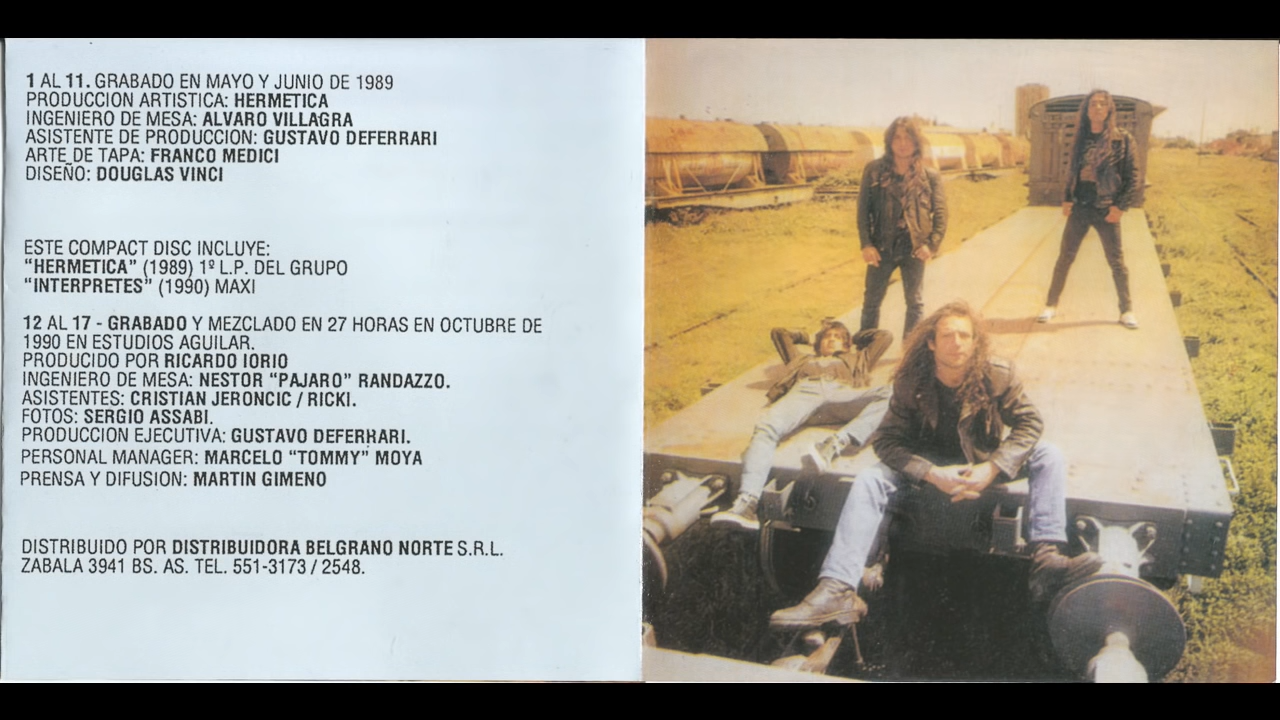 1 AL 11. GRABADO EN MAYO Y JUNIO DE 1989
PRODUCCION ARTISTICA: HERMETICA
INGENIERO DE MESA: ALVARO VILLAGRA
ASISTENTE DE PRODUCCION: GUSTAVO DEFERRARI
ARTE DE TAPA: FRANCO MEDICI
DISEÑO: DOUGLAS VINCI
ESTE COMPACT DISC INCLUYE:
“HERMETICA” (1989) 1º L.P. DEL GRUPO
“INTERPRETES” (1990) MAXI
12 AL 17 - GRABADO Y MEZCLADO EN 27 HORAS EN OCTUBRE DE
1990 EN ESTUDIOS AGUILAR.
PRODUCIDO POR RICARDO IORIO
INGENIERO DE MESA: NESTOR “PAJARO” RANDAZZO.
ASISTENTES: CRISTIAN JERONCIC / RICKI.
FOTOS: SERGIO ASSABI.
PRODUCCION EJECUTIVA: GUSTAVO DEFERRARI.
PERSONAL MANAGER: MARCELO “TOMMY” MOYA
PRENSA Y DIFUSION: MARTIN GIMENO
DISTRIBUIDO POR DISTRIBUIDORA BELGRANO NORTE S.R.L.
ZABALA 3941 BS. AS. TEL. 551-3173 / 2548.